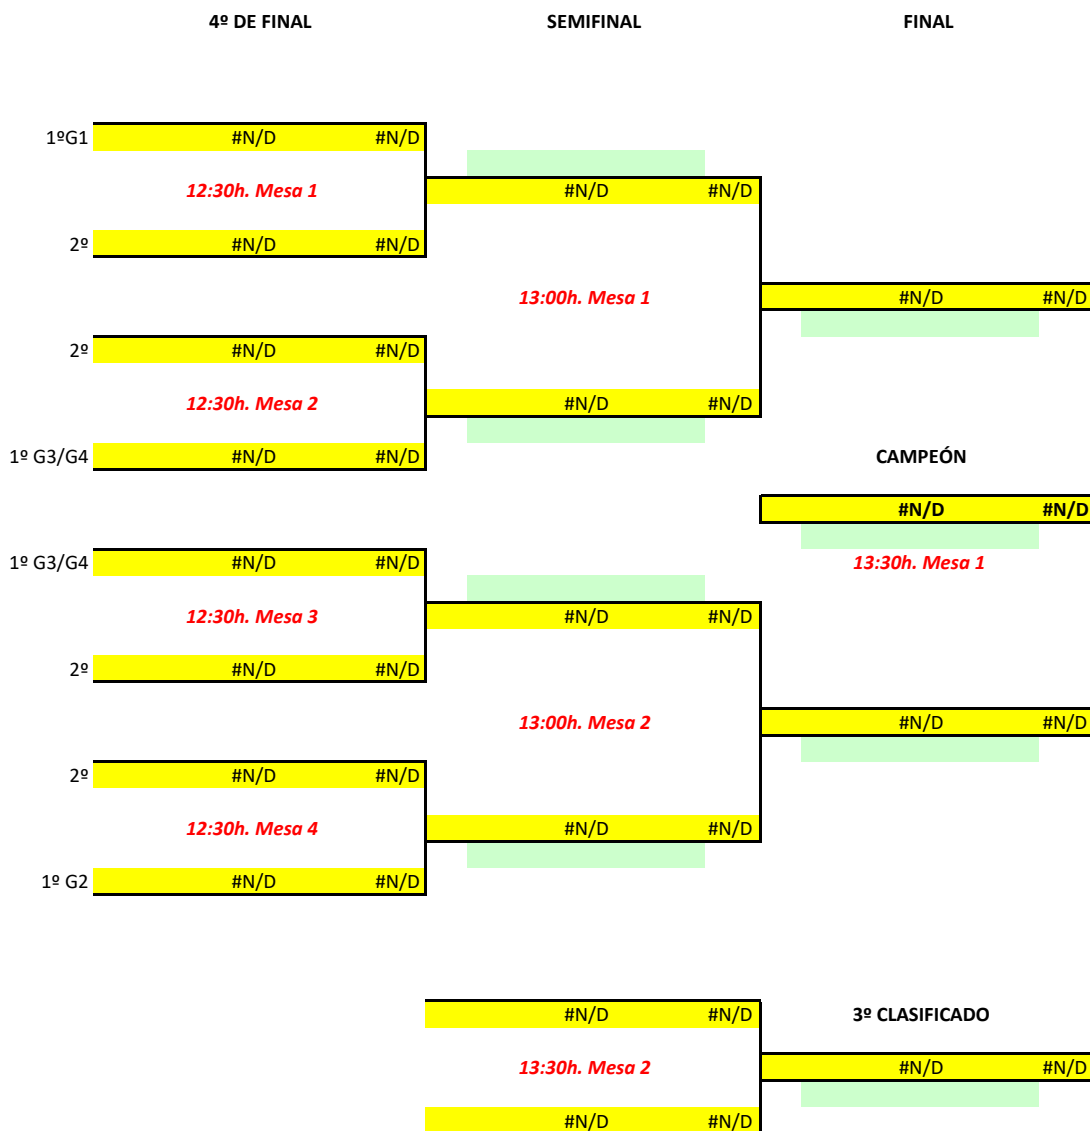 4º DE FINAL SEMIFINAL FINAL
1ºG1 #N/D #N/D
12:30h. Mesa 1 #N/D #N/D
2º #N/D #N/D
13:00h. Mesa 1 #N/D #N/D
2º #N/D #N/D
12:30h. Mesa 2 #N/D #N/D
1º G3/G4 #N/D #N/D CAMPEÓN
#N/D #N/D
1º G3/G4 #N/D #N/D 13:30h. Mesa 1
12:30h. Mesa 3 #N/D #N/D
2º #N/D #N/D
13:00h. Mesa 2 #N/D #N/D
2º #N/D #N/D
12:30h. Mesa 4 #N/D #N/D
1º G2 #N/D #N/D
#N/D #N/D 3º CLASIFICADO
13:30h. Mesa 2 #N/D #N/D
#N/D #N/D